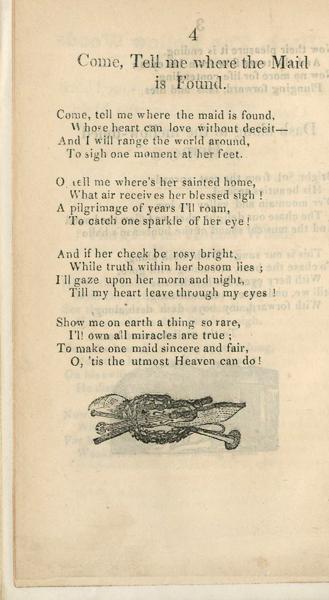 4
Come, Tell me where the Maid
is Found.
Come, tell me where the maid is found,
Whose heart can love without deceit—
And I will range the world around,
To sigh one moment at her feet.
O tell me where's her sainted home,
What air receives her blessed sigh !
A pilgrimage of years I'll roam,
To catch one sparkle of her eye !
And if her cheek be rosy bright,
While truth within her bosom lies ;
I'll gaze upon her morn and night,
Till my heart leave through my eyes !
Show me on earth a thing so rare,
I'll own all miracles are true ;
To make one maid sincere and fair,
O, 'tis the utmost Heaven can do !